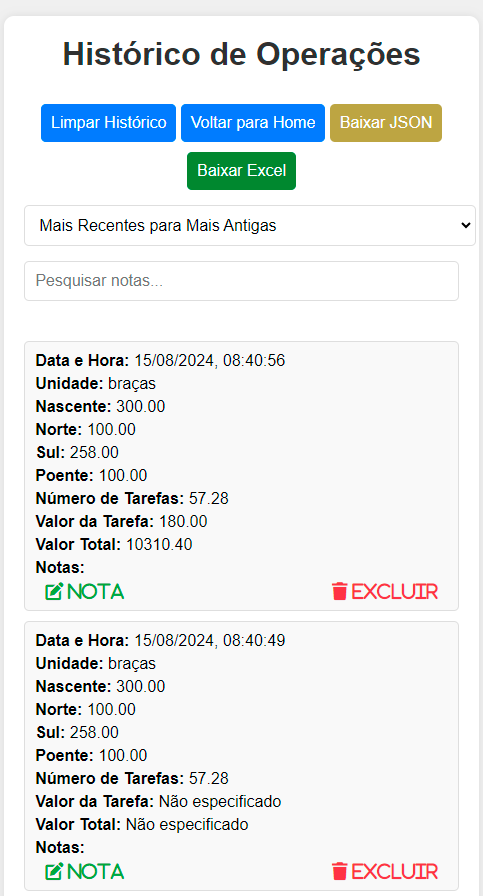 Histórico de Operações
Limpar Histórico Voltar para Home Baixar JSON
Baixar Excel
Mais Recentes para Mais Antigas
Pesquisar notas...
Data e Hora: 15/08/2024, 08:40:56
Unidade: braças
Nascente: 300.00
Norte: 100.00
Sul: 258.00
Poente: 100.00
Número de Tarefas: 57.28
Valor da Tarefa: 180.00
Valor Total: 10310.40
Notas:
NOTA EXCLUIR
Data e Hora: 15/08/2024, 08:40:49
Unidade: braças
Nascente: 300.00
Norte: 100.00
Sul: 258.00
Poente: 100.00
Número de Tarefas: 57.28
Valor da Tarefa: Não especificado
Valor Total: Não especificado
Notas:
NOTA EXCLUIR